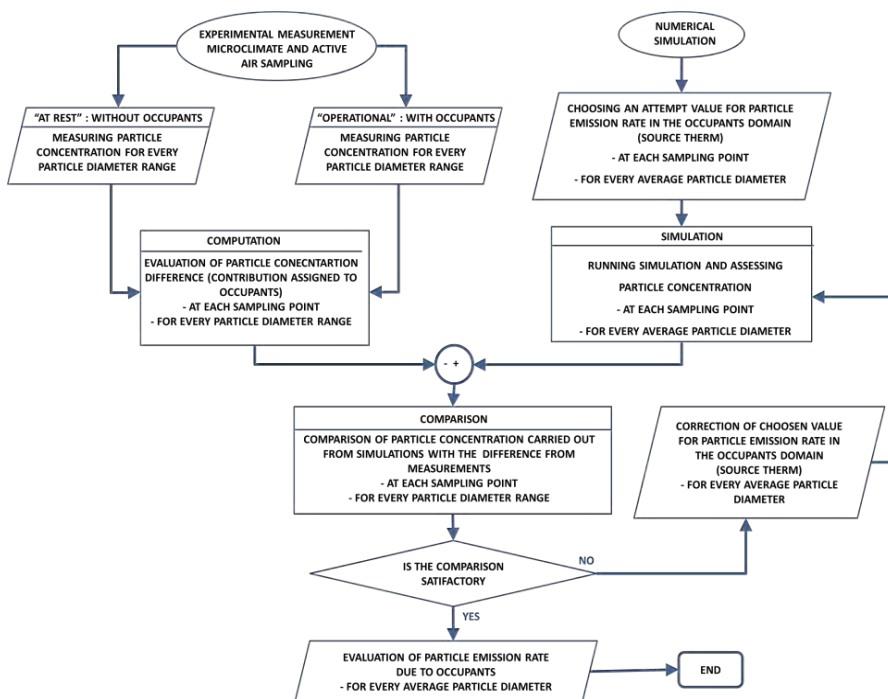 EXPERIMENTAL MEASUREMENT
MICROCLIMATE AND ACTIVE
AIR SAMPLING
NUMERICAL
SIMULATION
“AT REST” : WITHOUT OCCUPANTS
MEASURING PARTICLE
CONCENTRATION FOR EVERY
PARTICLE DIAMETER RANGE
“OPERATIONAL” : WITH OCCUPANTS
MEASURING PARTICLE
CONCENTRATION FOR EVERY
PARTICLE DIAMETER RANGE
CHOOSING AN ATTEMPT VALUE FOR PARTICLE
EMISSION RATE IN THE OCCUPANTS DOMAIN
(SOURCE THERM)
- AT EACH SAMPLING POINT
- FOR EVERY AVERAGE PARTICLE DIAMETER
COMPUTATION
EVALUATION OF PARTICLE CONECNTARTION
DIFFERENCE (CONTRIBUTION ASSIGNED TO
OCCUPANTS)
- AT EACH SAMPLING POINT
- FOR EVERY PARTICLE DIAMETER RANGE
SIMULATION
RUNNING SIMULATION AND ASSESSING
PARTICLE CONCENTRATION
- AT EACH SAMPLING POINT
- FOR EVERY AVERAGE PARTICLE DIAMETER
- +
COMPARISON
COMPARISON OF PARTICLE CONCENTRATION CARRIED OUT
FROM SIMULATIONS WITH THE DIFFERENCE FROM
MEASUREMENTS
- AT EACH SAMPLING POINT
- FOR EVERY PARTICLE DIAMETER RANGE
CORRECTION OF CHOOSEN VALUE
FOR PARTICLE EMISSION RATE IN
THE OCCUPANTS DOMAIN
(SOURCE THERM)
- FOR EVERY AVERAGE PARTICLE
DIAMETER
IS THE COMPARISON
SATIFACTORY
NO
YES
EVALUATION OF PARTICLE EMISSION RATE
DUE TO OCCUPANTS
- FOR EVERY AVERAGE PARTICLE DIAMETER
END